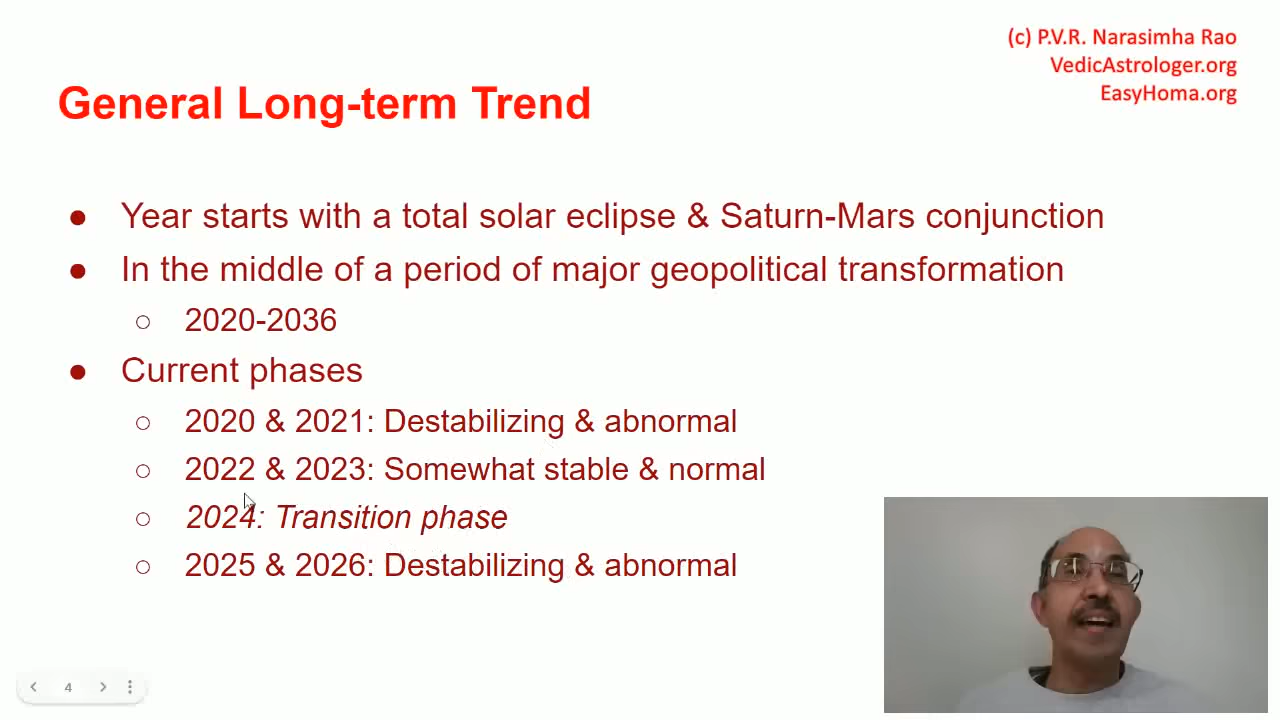 (c) P.V.R. Narasimha Rao
VedicAstrologer.org
EasyHoma.org
General Long-term Trend
● Year starts with a total solar eclipse & Saturn-Mars conjunction
● In the middle of a period of major geopolitical transformation
○ 2020-2036
● Current phases
○ 2020 & 2021: Destabilizing & abnormal
○ 2022 & 2023: Somewhat stable & normal
○ 2024: Transition phase
○ 2025 & 2026: Destabilizing & abnormal
4